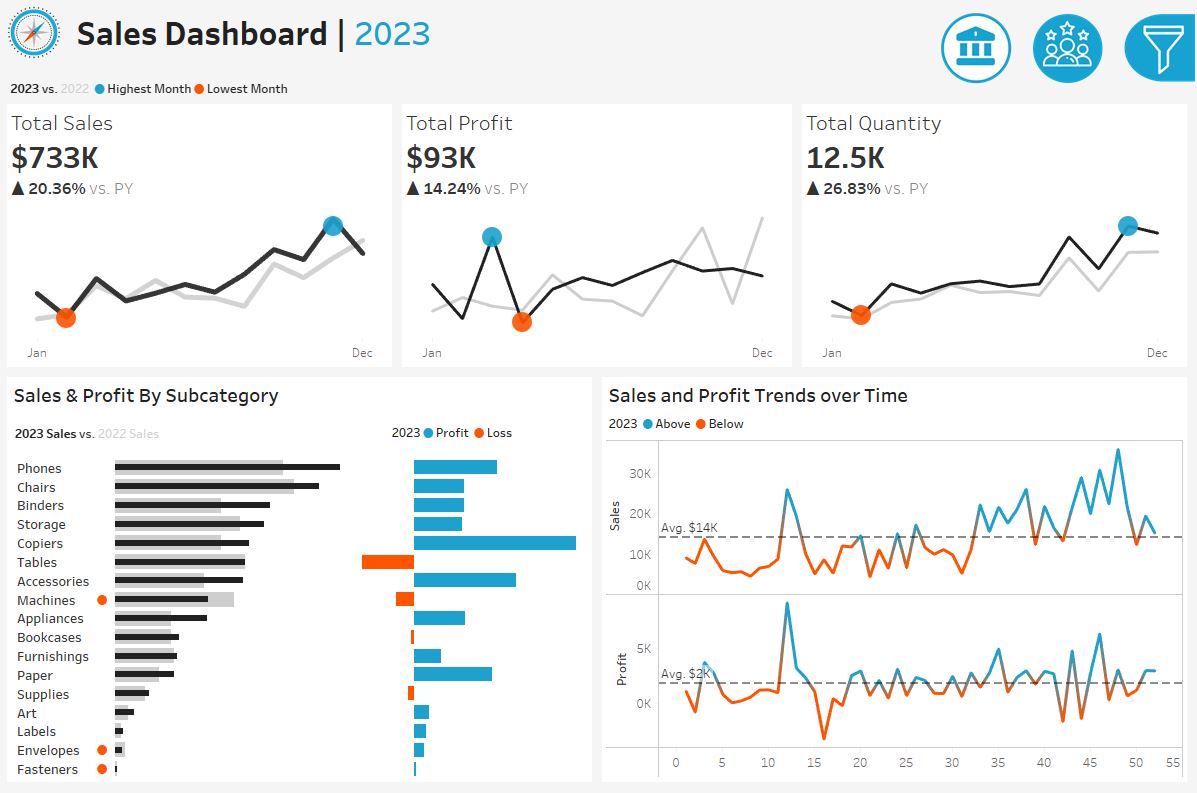 Sales Dashboard | 2023
2023 vs. 2022 Highest Month Lowest Month
Total Sales
$733K
▲ 20.36% vs. PY
Jan Dec
Total Profit
$93K
▲ 14.24% vs. PY
Jan Dec
Total Quantity
12.5K
▲ 26.83% vs. PY
Jan Dec
Sales & Profit By Subcategory
2023 Sales vs. 2022 Sales
2023 Profit Loss
Phones
Chairs
Binders
Storage
Copiers
Tables
Accessories
Machines
Appliances
Bookcases
Furnishings
Paper
Supplies
Art
Labels
Envelopes
Fasteners
Sales and Profit Trends over Time
2023 Above Below
Sales
30K
20K
Avg. $14K
10K
0K
Profit
5K
Avg. $2K
0K
0 5 10 15 20 25 30 35 40 45 50 55